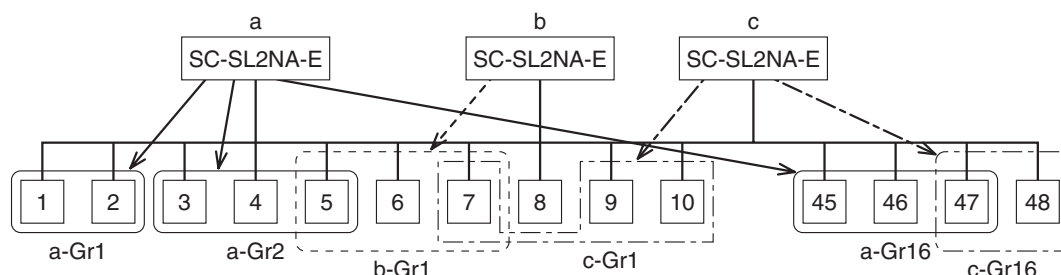 a b c
SC-SL2NA-E SC-SL2NA-E SC-SL2NA-E
1 2 3 4 5 6 7 8 9 10 45 46 47 48
a-Gr1 a-Gr2 b-Gr1 c-Gr1 a-Gr16 c-Gr16